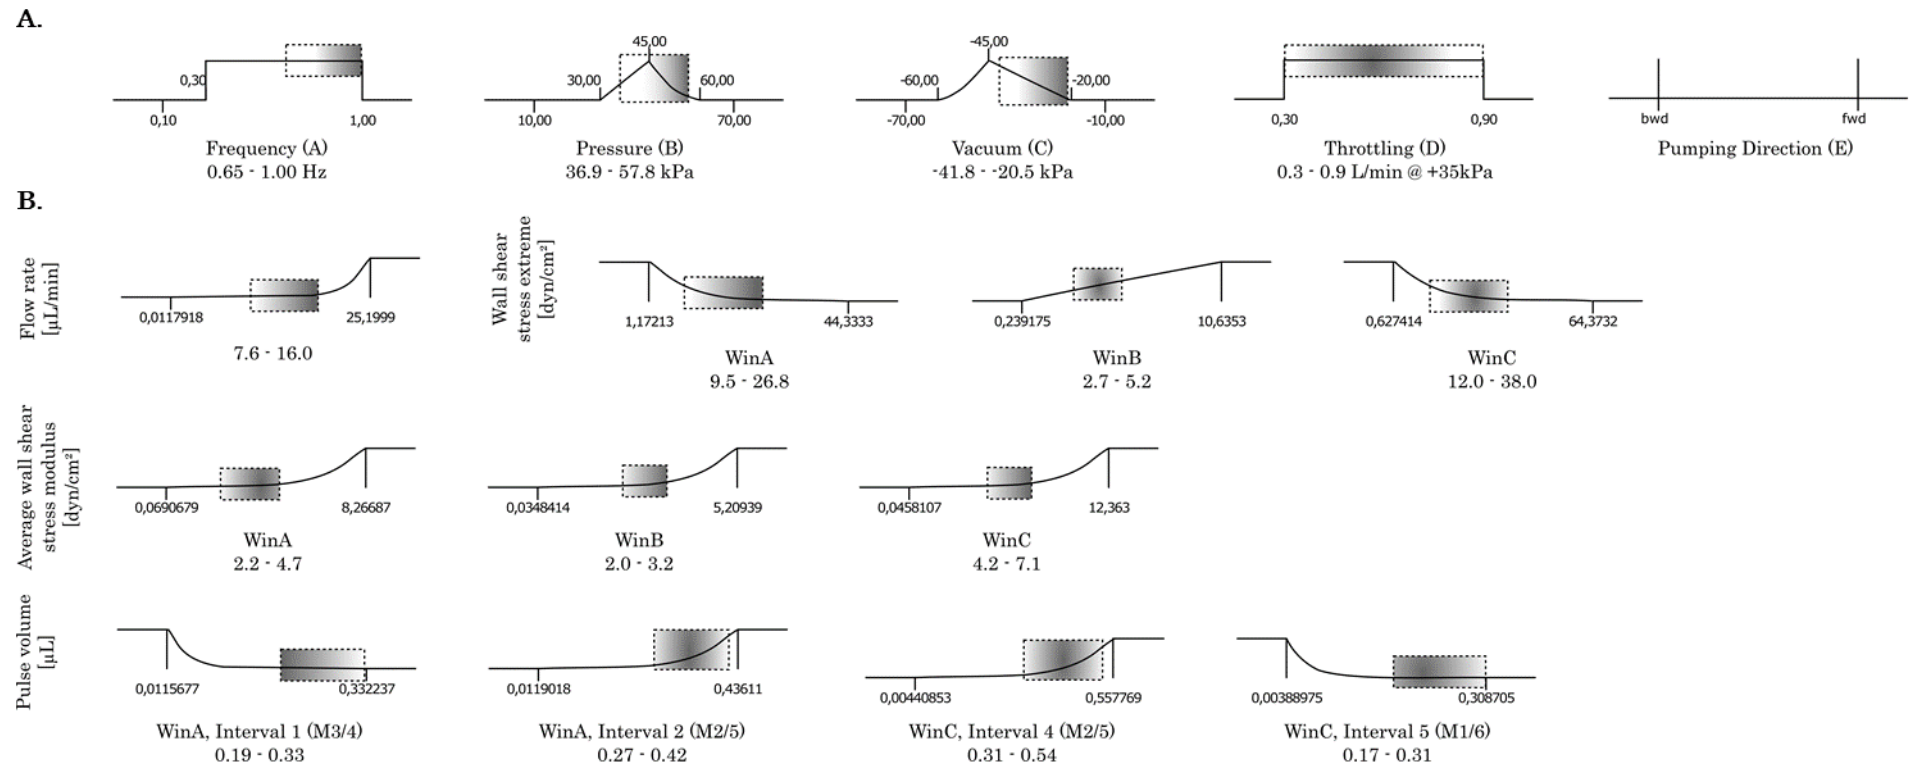 A.
0,30
0,10
1,00
Frequency (A)
0.65 - 1.00 Hz
45,00
30,00
60,00
10,00
70,00
Pressure (B)
36.9 - 57.8 kPa
-45,00
-60,00
-20,00
-70,00
-10,00
Vacuum (C)
-41.8 - -20.5 kPa
0,30
0,90
Throttling (D)
0.3 - 0.9 L/min @ +35kPa
bwd
fwd
Pumping Direction (E)
B.
Flow rate
[µL/min]
0,0117918
25,1999
7.6 - 16.0
Wall shear
stress extreme
[dyn/cm²]
1,17213
44,3333
WinA
9.5 - 26.8
0,239175
10,6353
WinB
2.7 - 5.2
0,627414
64,3732
WinC
12.0 - 38.0
Average wall shear
stress modulus
[dyn/cm²]
0,0690679
8,26687
WinA
2.2 - 4.7
0,0348414
5,20939
WinB
2.0 - 3.2
0,0458107
12,363
WinC
4.2 - 7.1
Pulse volume
[µL]
0,0115677
0,332237
WinA, Interval 1 (M3/4)
0.19 - 0.33
0,0119018
0,43611
WinA, Interval 2 (M2/5)
0.27 - 0.42
0,00440853
0,557769
WinC, Interval 4 (M2/5)
0.31 - 0.54
0,00388975
0,308705
WinC, Interval 5 (M1/6)
0.17 - 0.31